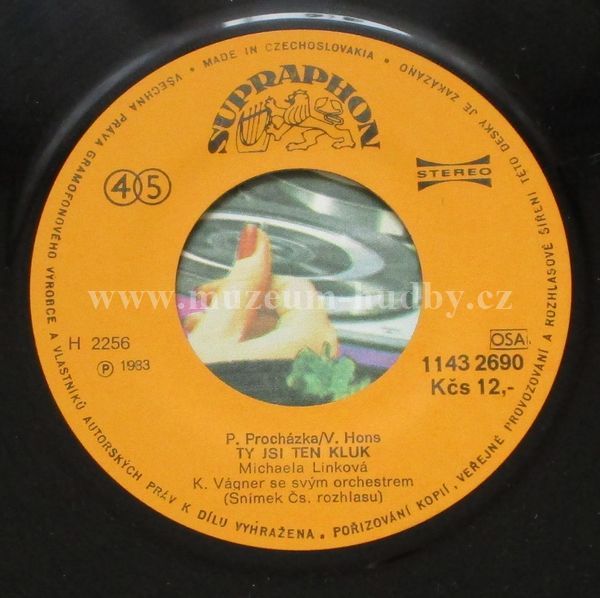 VŠECHNA PRÁVA GRAMOFONOVÉHO VÝROBCE A VLASTNÍKŮ AUTORSKÝCH PRÁV K DÍLU VYHRAŽENA. POŘIZOVÁNÍ KOPIÍ, VEŘEJNÉ PROVOZOVÁNÍ A ROZHLASOVÉ ŠÍŘENÍ TÉTO DESKY JE ZAKÁZÁNO • MADE IN CZECHOSLOVAKIA •
SUPRAPHON
45
STEREO
www.muzeum-hudby.cz
H 2256
Ⓟ 1983
OSA
1143 2690
Kčs 12,-
P. Procházka/V. Hons
TY JSI TEN KLUK
Michaela Linková
K. Vágner se svým orchestrem
(Snímek Čs. rozhlasu)